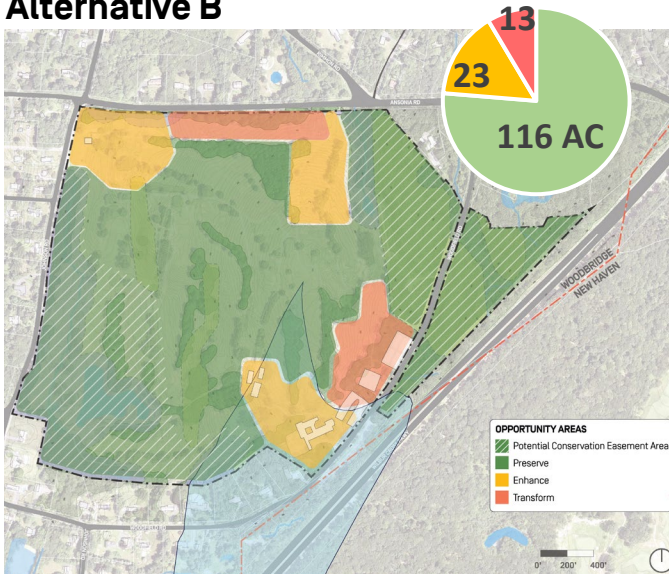 Alternative B
13
23
116 AC
ANSONIA RD
WOODBRIDGE
NEW HAVEN
OPPORTUNITY AREAS
Potential Conservation Easement Area
Preserve
Enhance
Transform
0' 200' 400'